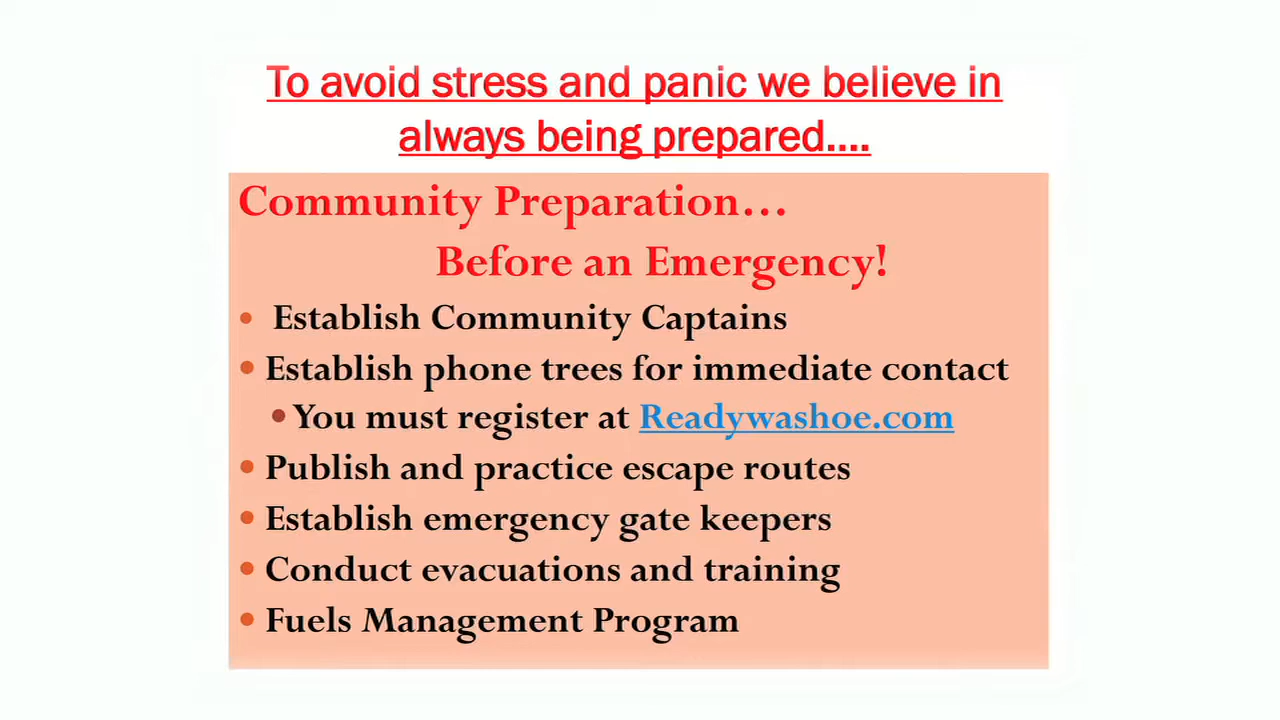 To avoid stress and panic we believe in
always being prepared....
Community Preparation…
Before an Emergency!
• Establish Community Captains
• Establish phone trees for immediate contact
• You must register at Readywashoe.com
• Publish and practice escape routes
• Establish emergency gate keepers
• Conduct evacuations and training
• Fuels Management Program